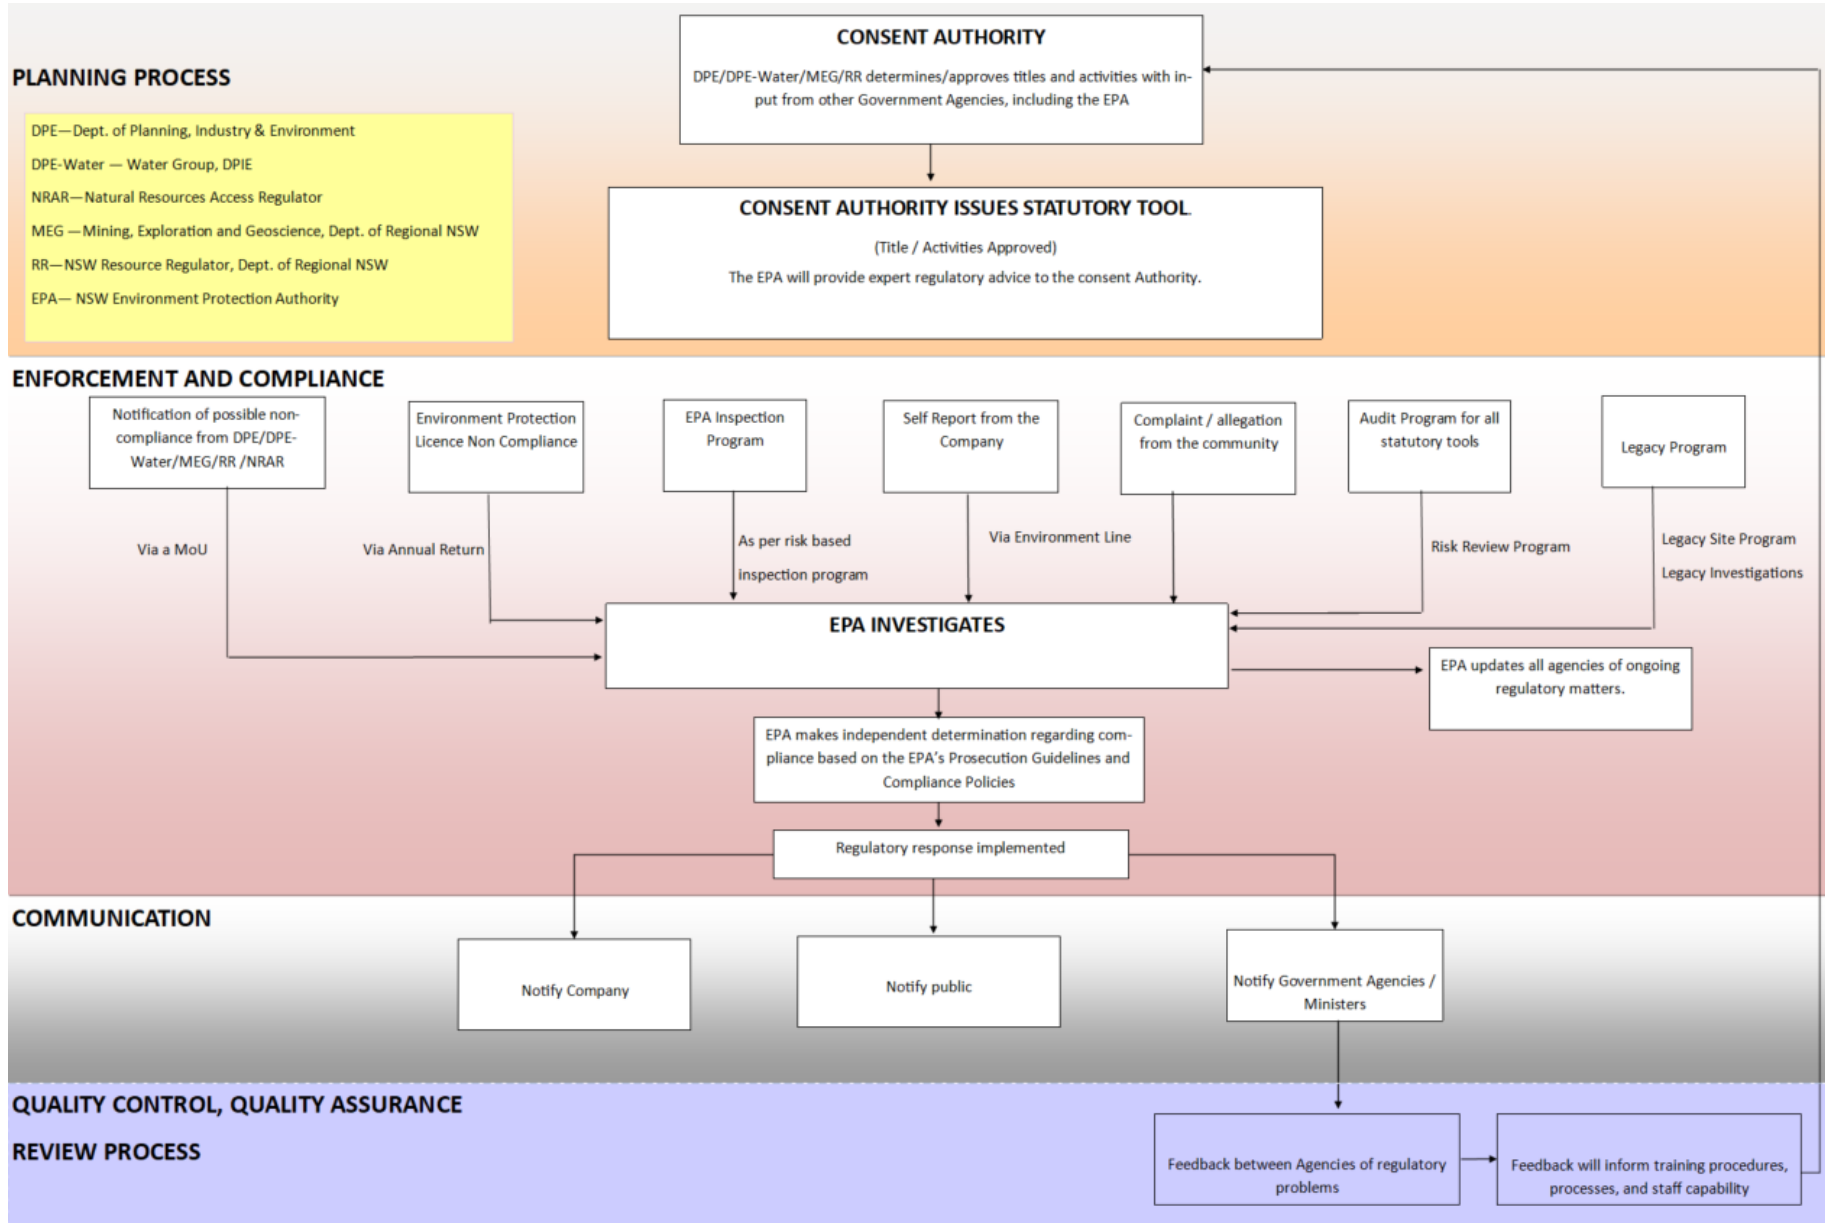 PLANNING PROCESS
DPE—Dept. of Planning, Industry & Environment
DPE-Water — Water Group, DPIE
NRAR—Natural Resources Access Regulator
MEG —Mining, Exploration and Geoscience, Dept. of Regional NSW
RR—NSW Resource Regulator, Dept. of Regional NSW
EPA— NSW Environment Protection Authority
CONSENT AUTHORITY
DPE/DPE-Water/MEG/RR determines/approves titles and activities with in-
put from other Government Agencies, including the EPA
CONSENT AUTHORITY ISSUES STATUTORY TOOL.
(Title / Activities Approved)
The EPA will provide expert regulatory advice to the consent Authority.
ENFORCEMENT AND COMPLIANCE
Notification of possible non-
compliance from DPE/DPE-
Water/MEG/RR /NRAR
Environment Protection
Licence Non Compliance
EPA Inspection
Program
Self Report from the
Company
Complaint / allegation
from the community
Audit Program for all
statutory tools
Legacy Program
Via a MoU
Via Annual Return
As per risk based
inspection program
Via Environment Line
Risk Review Program
Legacy Site Program
Legacy Investigations
EPA INVESTIGATES
EPA updates all agencies of ongoing
regulatory matters.
EPA makes independent determination regarding com-
pliance based on the EPA's Prosecution Guidelines and
Compliance Policies
Regulatory response implemented
COMMUNICATION
Notify Company
Notify public
Notify Government Agencies /
Ministers
QUALITY CONTROL, QUALITY ASSURANCE
REVIEW PROCESS
Feedback between Agencies of regulatory
problems
Feedback will inform training procedures,
processes, and staff capability